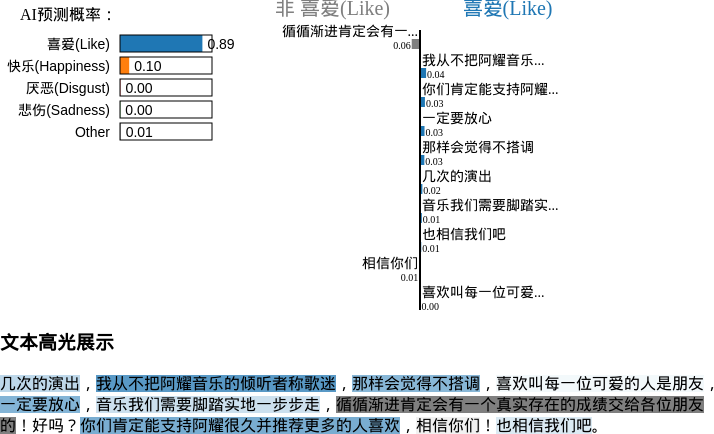 AI预测概率：
喜爱(Like) 0.89
快乐(Happiness) 0.10
厌恶(Disgust) 0.00
悲伤(Sadness) 0.00
Other 0.01
非 喜爱(Like) 喜爱(Like)
循循渐进肯定会有一...
0.06
我从不把阿耀音乐...
0.04
你们肯定能支持阿耀...
0.03
一定要放心
0.03
那样会觉得不搭调
0.03
几次的演出
0.02
音乐我们需要脚踏实...
0.01
也相信我们吧
0.01
相信你们
0.01
喜欢叫每一位可爱...
0.00
文本高光展示
几次的演出，我从不把阿耀音乐的倾听者称歌迷，那样会觉得不搭调，喜欢叫每一位可爱的人是朋友，
一定要放心，音乐我们需要脚踏实地一步步走，循循渐进肯定会有一个真实存在的成绩交给各位朋友
的！好吗？你们肯定能支持阿耀很久并推荐更多的人喜欢，相信你们！也相信我们吧。